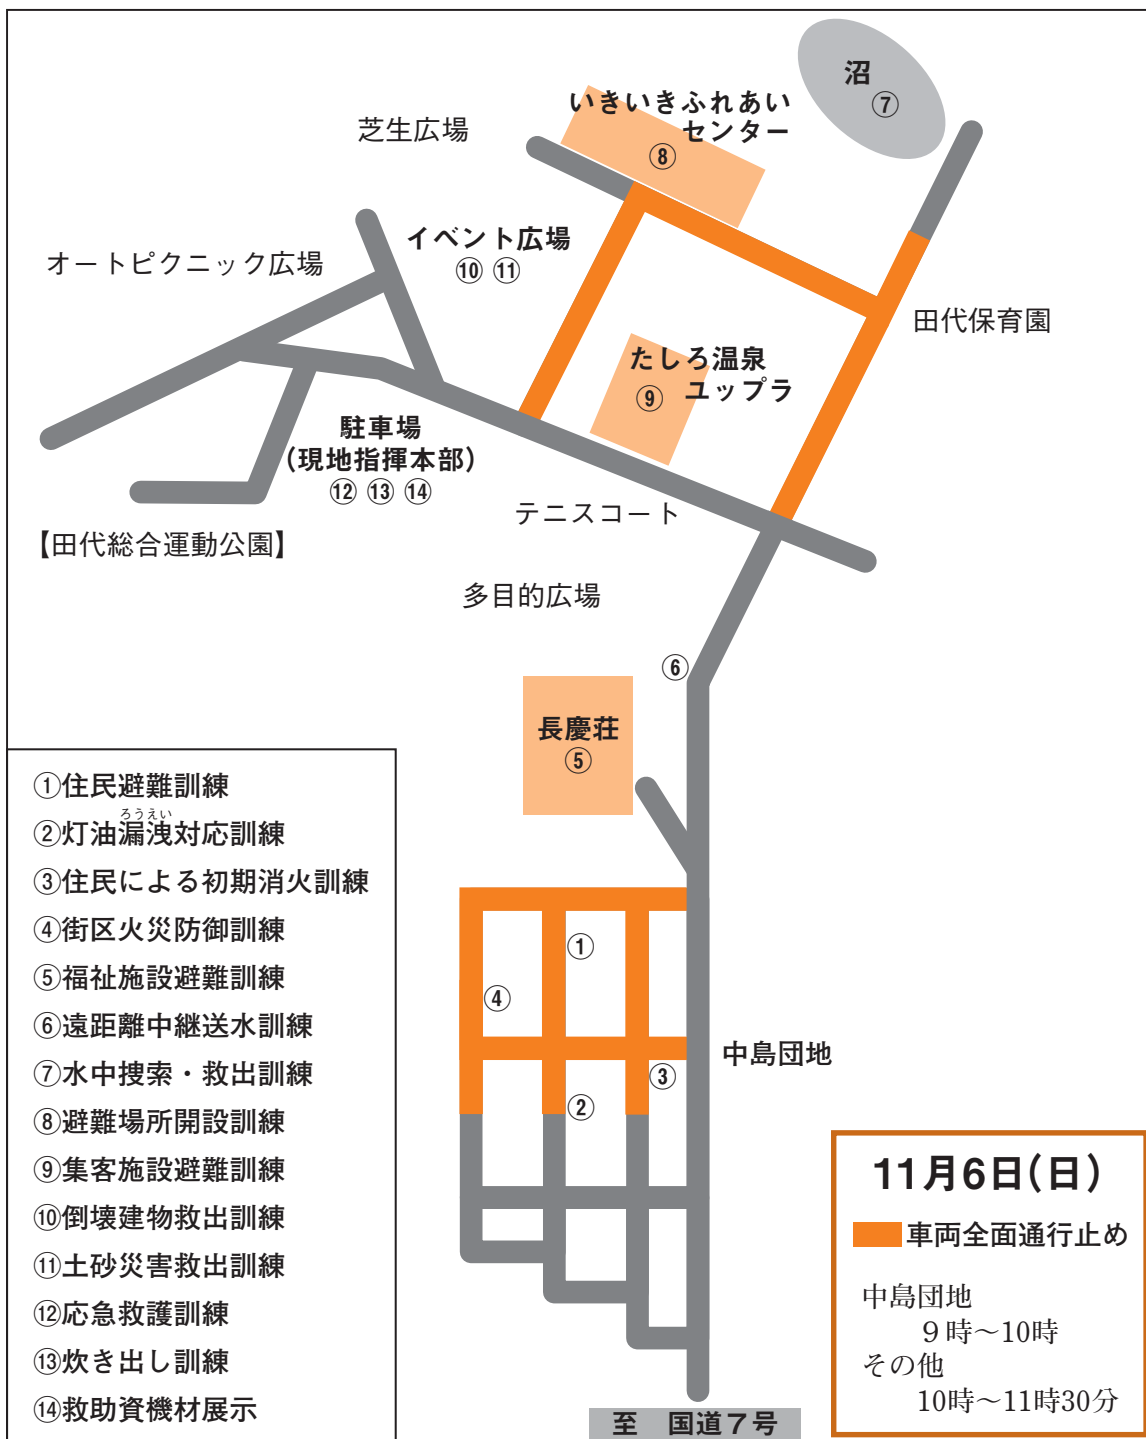 沼
⑦
いきいきふれあい
センター
⑧
芝生広場
イベント広場
⑩ ⑪
オートピクニック広場
田代保育園
たしろ温泉
ユップラ
⑨
駐車場
（現地指揮本部）
⑫ ⑬ ⑭
テニスコート
【田代総合運動公園】
多目的広場
⑥
長慶荘
⑤
①
④
中島団地
③
②
①住民避難訓練
ろうえい
②灯油漏洩対応訓練
③住民による初期消火訓練
④街区火災防御訓練
⑤福祉施設避難訓練
⑥遠距離中継送水訓練
⑦水中捜索・救出訓練
⑧避難場所開設訓練
⑨集客施設避難訓練
⑩倒壊建物救出訓練
⑪土砂災害救出訓練
⑫応急救護訓練
⑬炊き出し訓練
⑭救助資機材展示
11月6日（日）
車両全面通行止め
中島団地
９時～10時
その他
10時～11時30分
至　国道７号